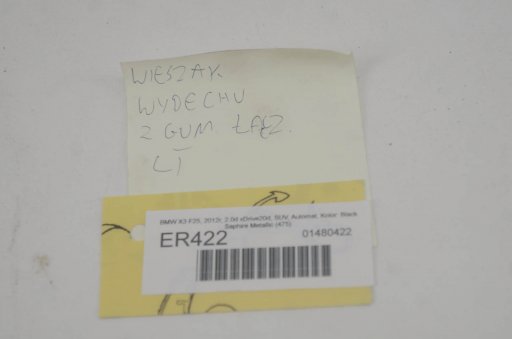 WIESZAK
WYDECHU
Z GUM. ŁĄCZ.
LT
BMW X3 F25, 2012r, 2.0d xDrive20d, SUV, Automat, Kolor: Black
Saphire Metallic (475)
ER422
01480422